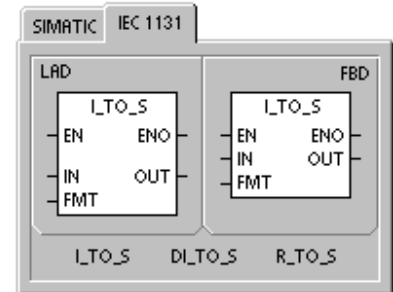 SIMATIC IEC 1131
LAD FBD
I_TO_S I_TO_S
EN ENO EN ENO
IN OUT IN OUT
FMT FMT
I_TO_S DI_TO_S R_TO_S